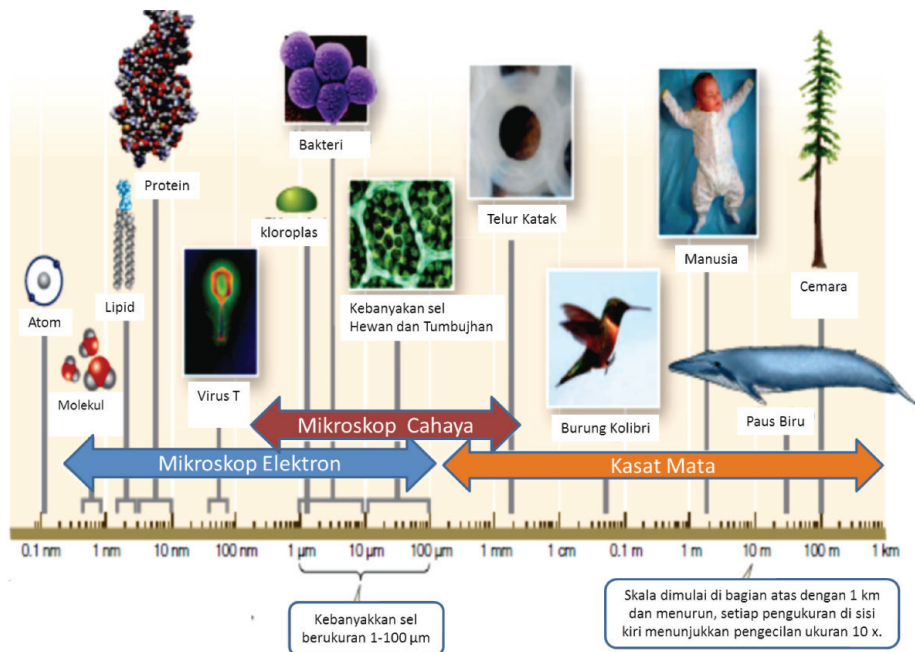 Bakteri
Protein
kloroplas
Telur Katak
Manusia
Cemara
Atom
Lipid
Kebanyakan sel
Hewan dan Tumbujhan
Molekul
Virus T
Burung Kolibri
Paus Biru
Mikroskop Cahaya
Mikroskop Elektron
Kasat Mata
0.1 nm 1 nm 10 nm 100 nm 1 µm 10 µm 100 µm 1 mm 1 cm 0.1 m 1 m 10 m 100 m 1 km
Kebanyakkan sel
berukuran 1-100 µm
Skala dimulai di bagian atas dengan 1 km
dan menurun, setiap pengukuran di sisi
kiri menunjukkan pengecilan ukuran 10 x.